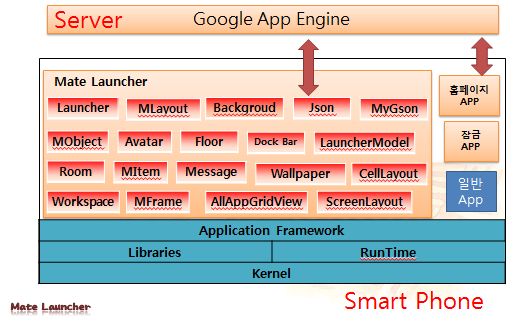 Server Google App Engine
Mate Launcher
Launcher MLayout Backgroud Json MyGson
홈페이지
APP
MObject Avatar Floor Dock Bar LauncherModel
잠금
APP
Room MItem Message Wallpaper CellLayout
일반
App
Workspace MFrame AllAppGridView ScreenLayout
Application Framework
Libraries RunTime
Kernel
Mate Launcher
Smart Phone